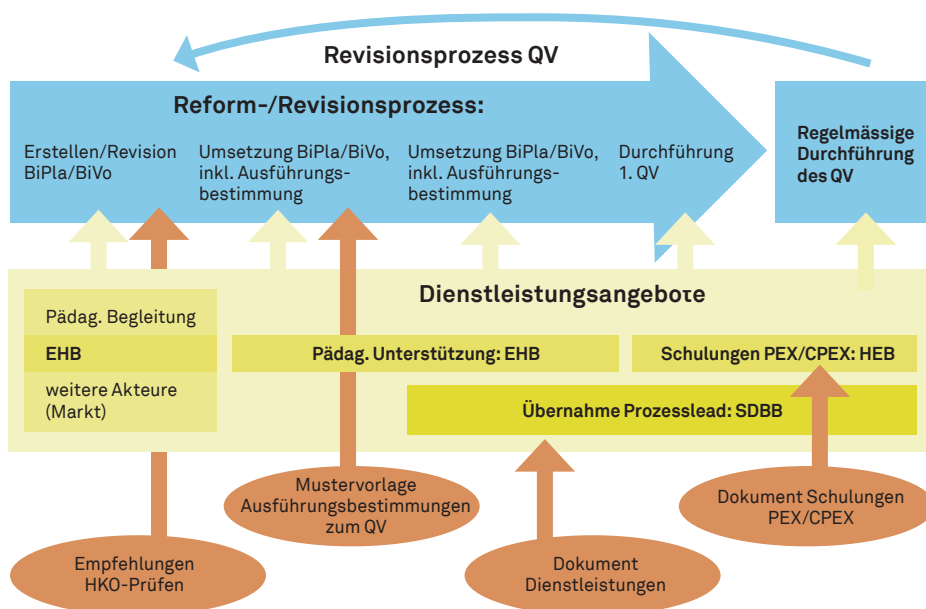 Revisionsprozess QV
Reform-/Revisionsprozess:
Erstellen/Revision
BiPla/BiVo
Umsetzung BiPla/BiVo,
inkl. Ausführungs-
bestimmung
Umsetzung BiPla/BiVo,
inkl. Ausführungs-
bestimmung
Durchführung
1. QV
Regelmässige
Durchführung
des QV
Dienstleistungsangeboте
Pädag. Begleitung
EHB
weitere Akteure
(Markt)
Pädag. Unterstützung: EHB
Schulungen PEX/CPEX: HEB
Übernahme Prozesslead: SDBB
Mustervorlage
Ausführungsbestimmungen
zum QV
Dokument Schulungen
PEX/CPEX
Empfehlungen
HKO-Prüfen
Dokument
Dienstleistungen